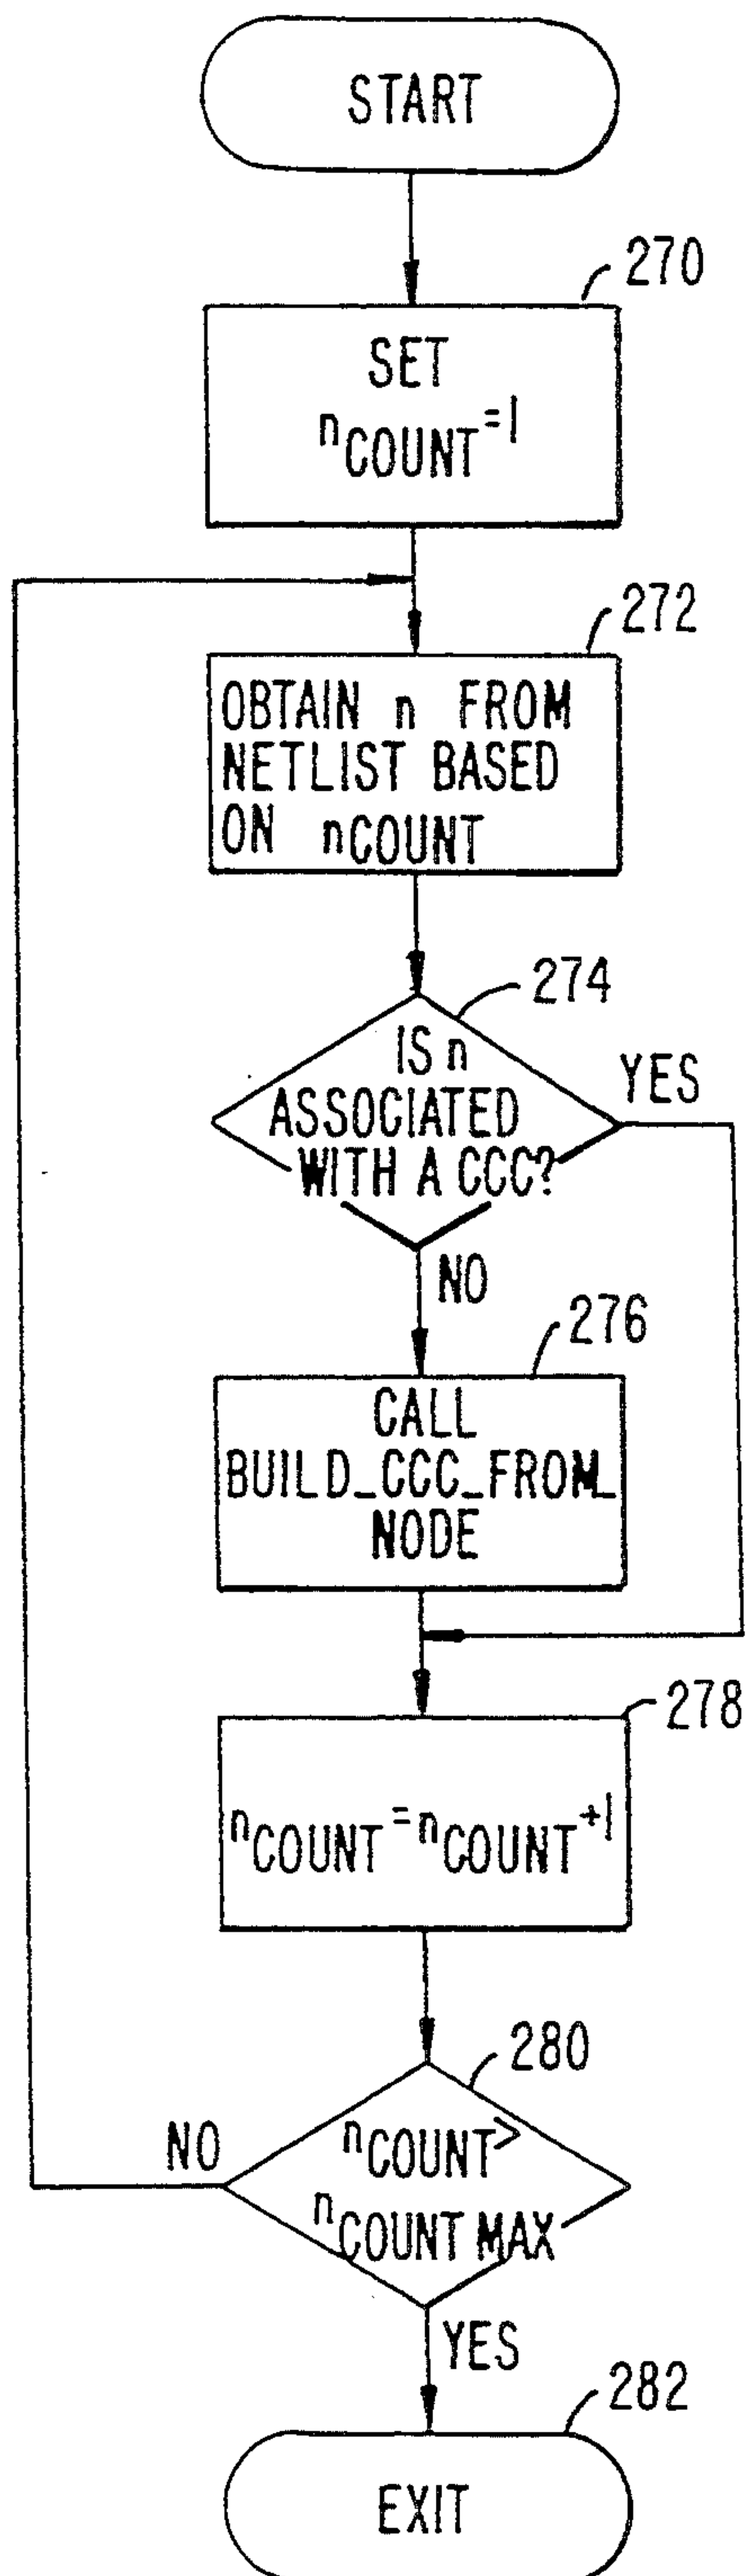 START
270
SET
nCOUNT=1
272
OBTAIN n FROM
NETLIST BASED
ON nCOUNT
274
IS n
ASSOCIATED
WITH A CCC?
YES
NO
276
CALL
BUILD_CCC_FROM_
NODE
278
nCOUNT=nCOUNT+1
280
nCOUNT>
nCOUNT MAX
NO
YES
282
EXIT